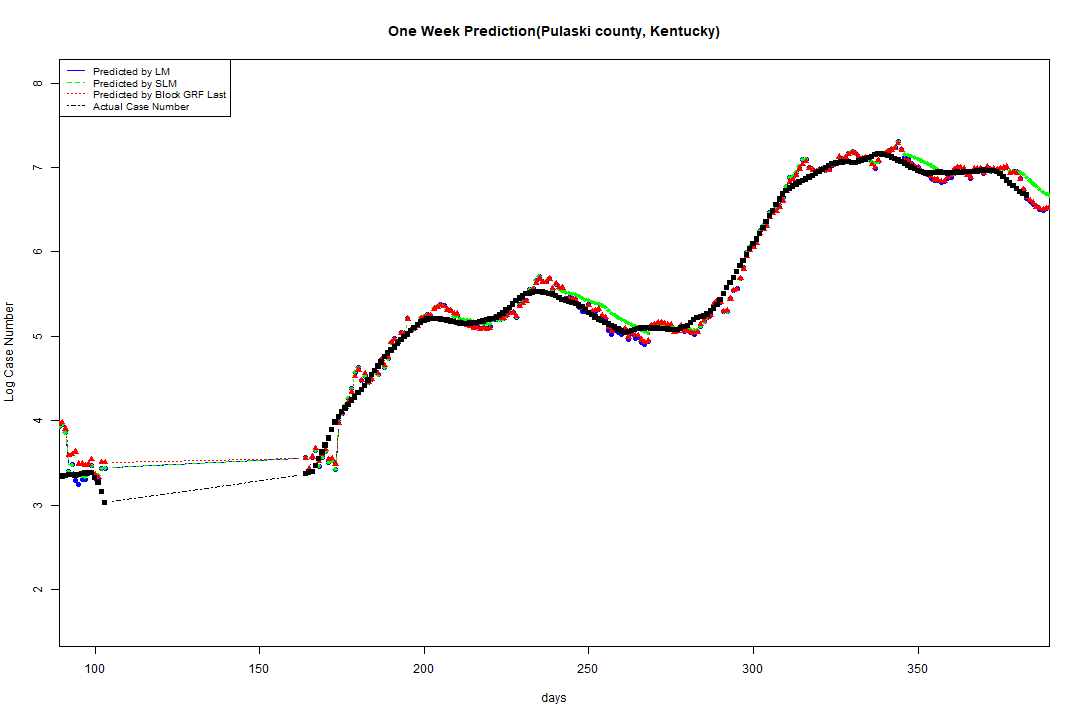 One Week Prediction(Pulaski county, Kentucky)
Predicted by LM
Predicted by SLM
Predicted by Block GRF Last
Actual Case Number
8
7
6
5
4
3
2
Log Case Number
100 150 200 250 300 350
days